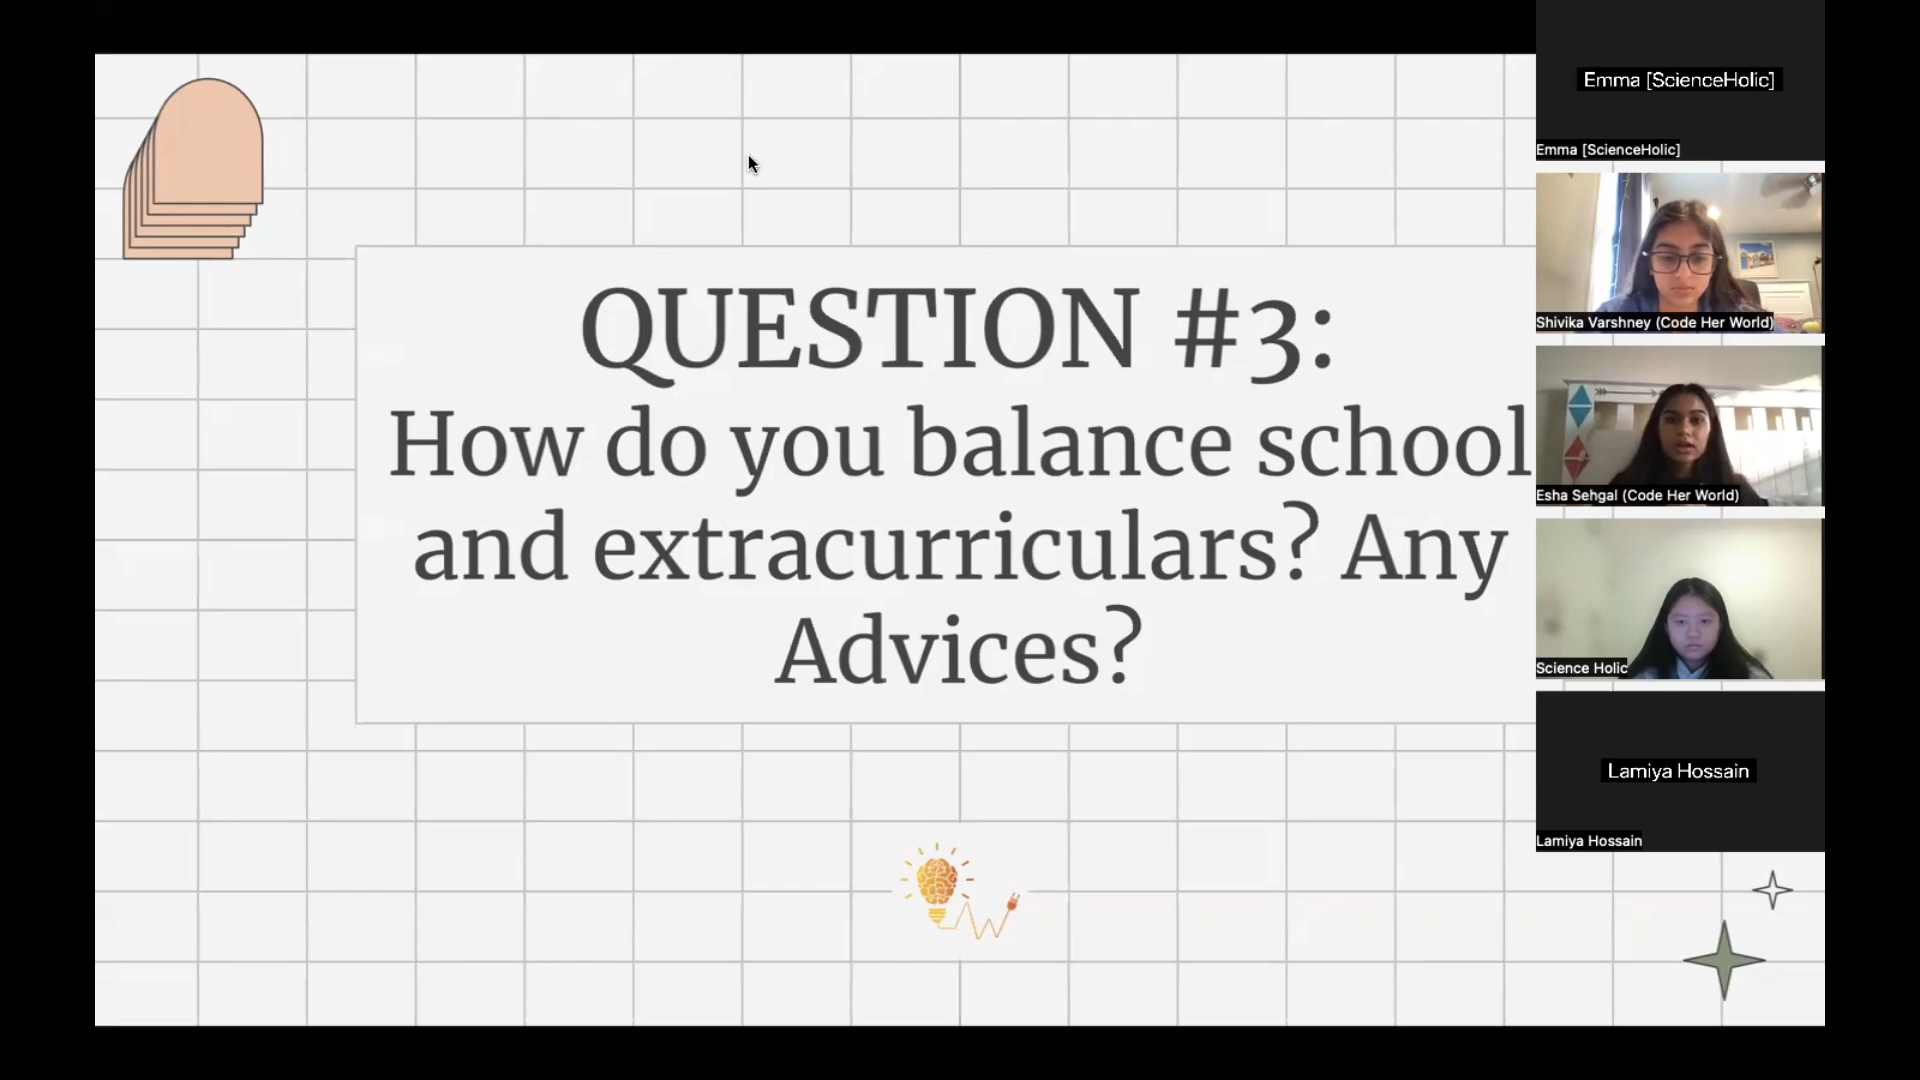 QUESTION #3:
How do you balance school
and extracurriculars? Any
Advices?
Emma [ScienceHolic]
Emma [ScienceHolic]
Shivika Varshney (Code Her World)
Esha Sehgal (Code Her World)
Science Holic
Lamiya Hossain
Lamiya Hossain